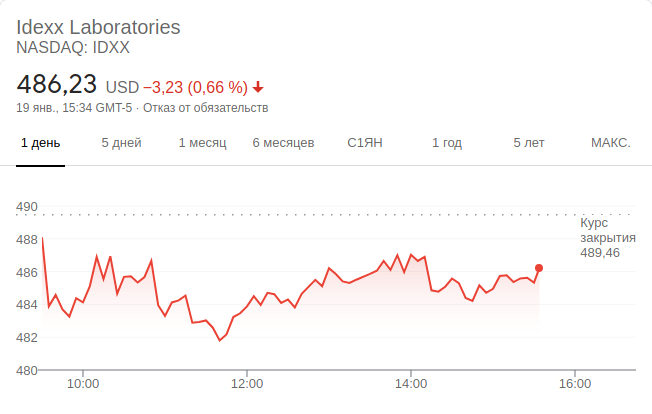 Idexx Laboratories
NASDAQ: IDXX
486,23 USD −3,23 (0,66 %)
19 янв., 15:34 GMT-5 · Отказ от обязательств
1 день 5 дней 1 месяц 6 месяцев С1ЯН 1 год 5 лет МАКС.
490
Курс
закрытия
489,46
488
486
484
482
480
10:00 12:00 14:00 16:00